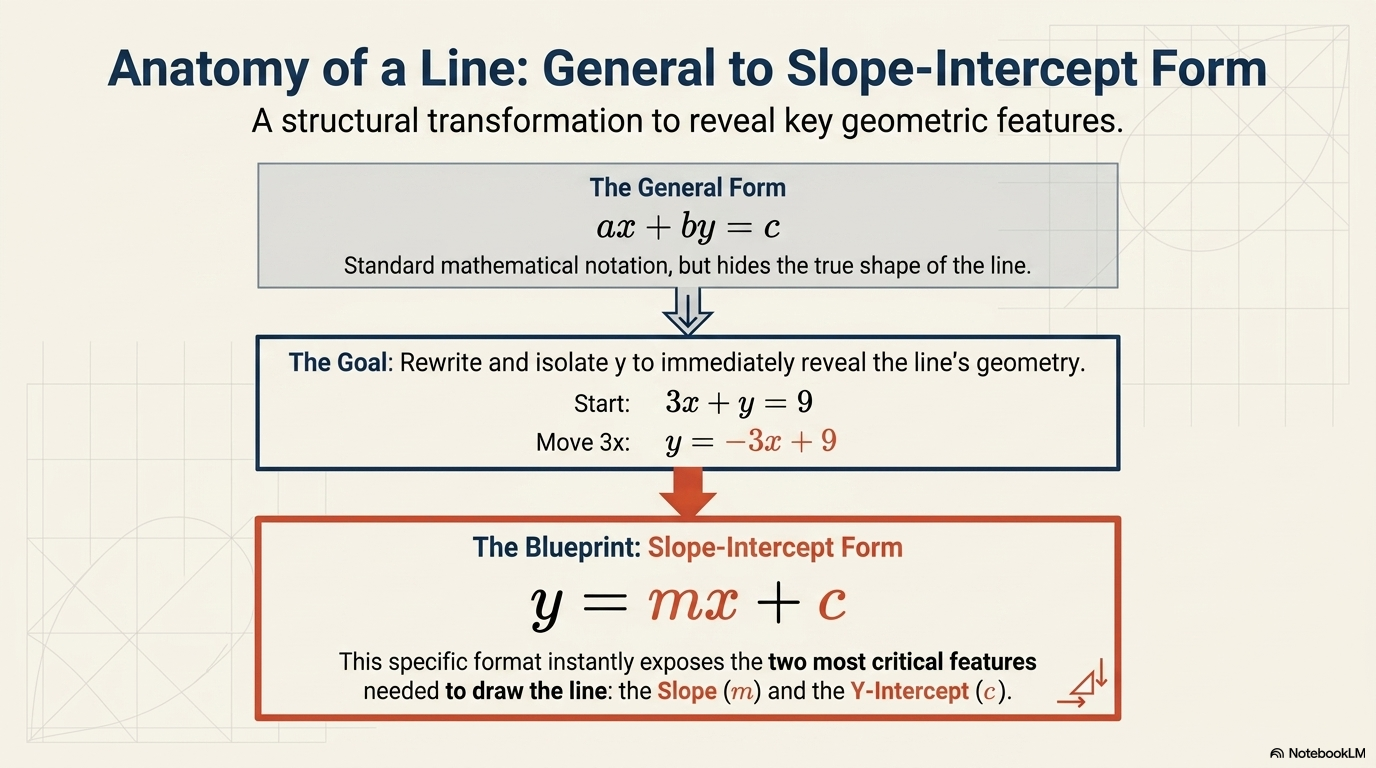 Anatomy of a Line: General to Slope-Intercept Form
A structural transformation to reveal key geometric features.
The General Form
ax + by = c
Standard mathematical notation, but hides the true shape of the line.
The Goal: Rewrite and isolate y to immediately reveal the line's geometry.
Start: 3x + y = 9
Move 3x: y = −3x + 9
The Blueprint: Slope-Intercept Form
y = mx + c
This specific format instantly exposes the two most critical features
needed to draw the line: the Slope (m) and the Y-Intercept (c).
NotebookLM